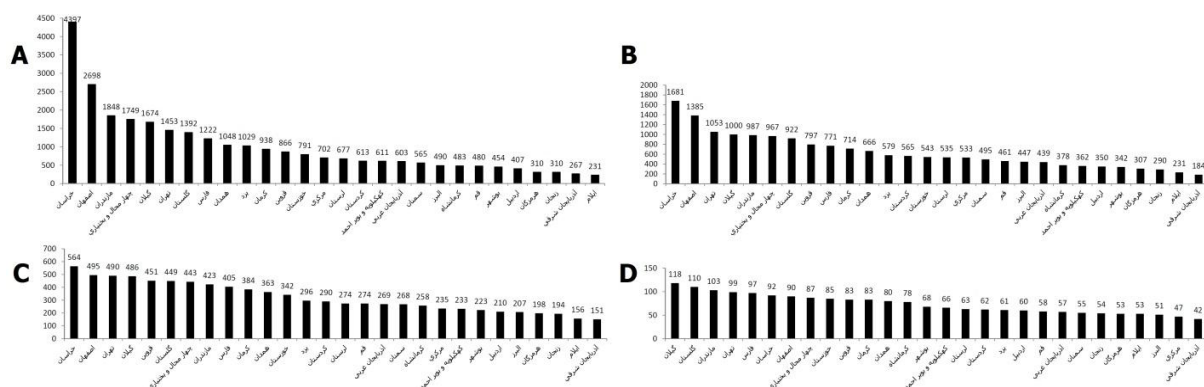 A
4500
4000
3500
3000
2500
2000
1500
1000
500
0
4397 2698 1848 1749 1674 1453 1392 1222 1048 1029 938 866 791 702 677 613 611 603 565 490 483 480 454 407 310 310 267 231
خراسان
اصفهان
مازندران
چهار محال و بختیاری
گیلان
تهران
گلستان
فارس
همدان
یزد
کرمان
قزوین
خوزستان
مرکزی
لرستان
کردستان
کهکیلویه و بویر احمد
آذربایجان غربی
سمنان
البرز
کرمانشاه
قم
بوشهر
اردبیل
هرمزگان
زنجان
آذربایجان شرقی
ایلام
B
2000
1800
1600
1400
1200
1000
800
600
400
200
0
1681 1385 1053 1000 987 967 922 797 771 714 666 579 565 543 535 533 495 461 447 439 378 362 350 342 307 290 231 184
خراسان
اصفهان
تهران
گیلان
مازندران
چهار محال و بختیاری
گلستان
قزوین
فارس
کرمان
همدان
یزد
کردستان
خوزستان
لرستان
مرکزی
سمنان
قم
البرز
آذربایجان غربی
کرمانشاه
کهکیلویه و بویر احمد
اردبیل
بوشهر
هرمزگان
زنجان
ایلام
آذربایجان شرقی
C
700
600
500
400
300
200
100
0
564 495 490 486 451 449 443 423 405 384 363 342 296 290 274 274 269 268 258 235 233 223 210 207 198 194 156 151
خراسان
اصفهان
تهران
گیلان
قزوین
گلستان
چهار محال و بختیاری
مازندران
فارس
کرمان
همدان
خوزستان
یزد
کردستان
لرستان
قم
آذربایجان غربی
سمنان
کرمانشاه
مرکزی
کهکیلویه و بویر احمد
بوشهر
اردبیل
البرز
هرمزگان
زنجان
ایلام
آذربایجان شرقی
D
150
100
50
0
118 110 103 99 97 92 90 87 85 83 83 80 78 68 66 63 62 61 60 58 57 55 54 53 53 51 47 42
گیلان
گلستان
مازندران
تهران
فارس
خراسان
اصفهان
چهار محال و بختیاری
خوزستان
قزوین
کرمان
همدان
کرمانشاه
بوشهر
کهکیلویه و بویر احمد
لرستان
کردستان
یزد
اردبیل
قم
آذربایجان غربی
سمنان
زنجان
هرمزگان
ایلام
البرز
مرکزی
آذربایجان شرقی